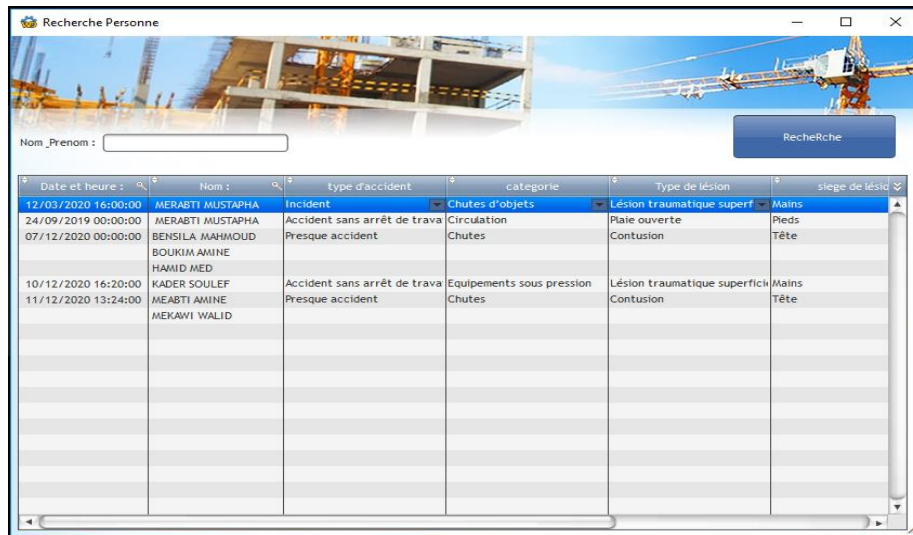 Recherche Personne
Nom_Prenom :
RecheRche
Date et heure : Nom : type d'accident categorie Type de lésion siege de lésio
12/03/2020 16:00:00 MERABTI MUSTAPHA Incident Chutes d'objets Lésion traumatique superf Mains
24/09/2019 00:00:00 MERABTI MUSTAPHA Accident sans arrêt de trava Circulation Plaie ouverte Pieds
07/12/2020 00:00:00 BENSILA MAHMOUD Presque accident Chutes Contusion Tête
BOUKIM AMINE
HAMID MED
10/12/2020 16:20:00 KADER SOULEF Accident sans arrêt de trava Equipements sous pression Lésion traumatique superficie Mains
11/12/2020 13:24:00 MEABTI AMINE Presque accident Chutes Contusion Tête
MEKAWI WALID